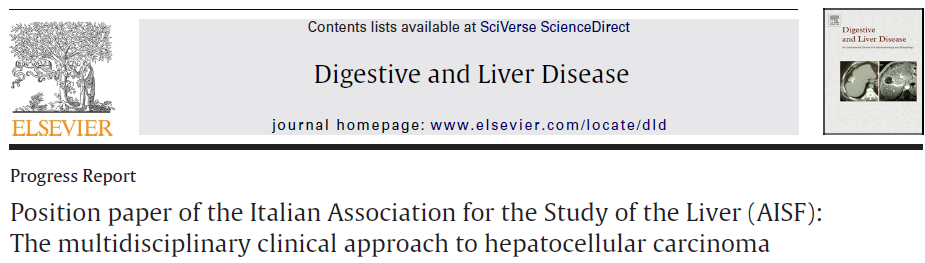 Contents lists available at SciVerse ScienceDirect
Digestive and Liver Disease
journal homepage: www.elsevier.com/locate/dld
ELSEVIER
Digestive
and Liver Disease
Progress Report
Position paper of the Italian Association for the Study of the Liver (AISF):
The multidisciplinary clinical approach to hepatocellular carcinoma